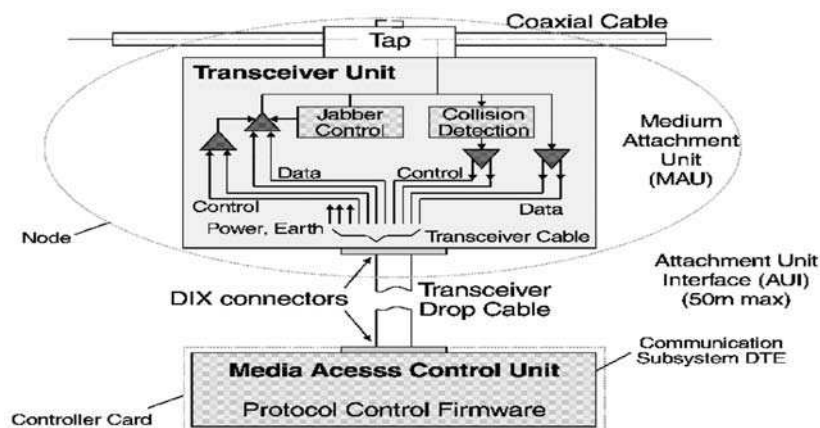 Coaxial Cable
Tap
Transceiver Unit
Jabber
Control
Collision
Detection
Medium
Attachment
Unit
(MAU)
Data
Control
Control
Data
Power, Earth
Transceiver Cable
Node
Attachment Unit
Interface (AUI)
(50m max)
DIX connectors
Transceiver
Drop Cable
Communication
Subsystem DTE
Media Acesss Control Unit
Protocol Control Firmware
Controller Card